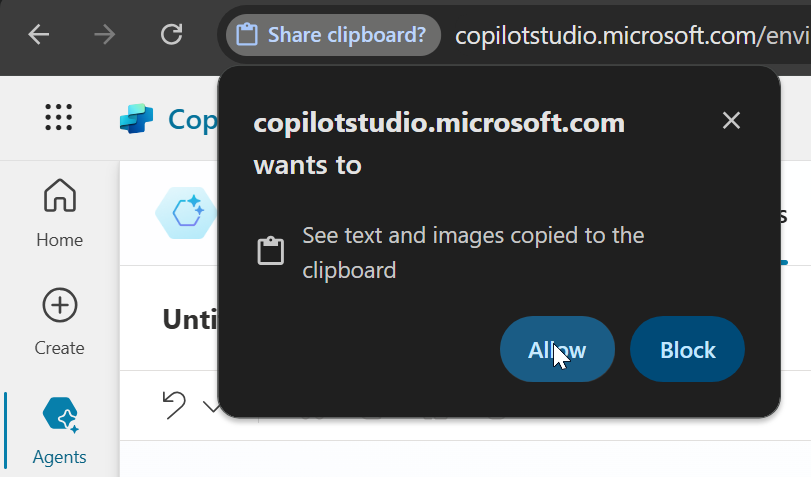 Share clipboard?
copilotstudio.microsoft.com/envi
Cop
copilotstudio.microsoft.com
wants to
See text and images copied to the
clipboard
Allow
Block
Home
Create
Agents
Unti
s